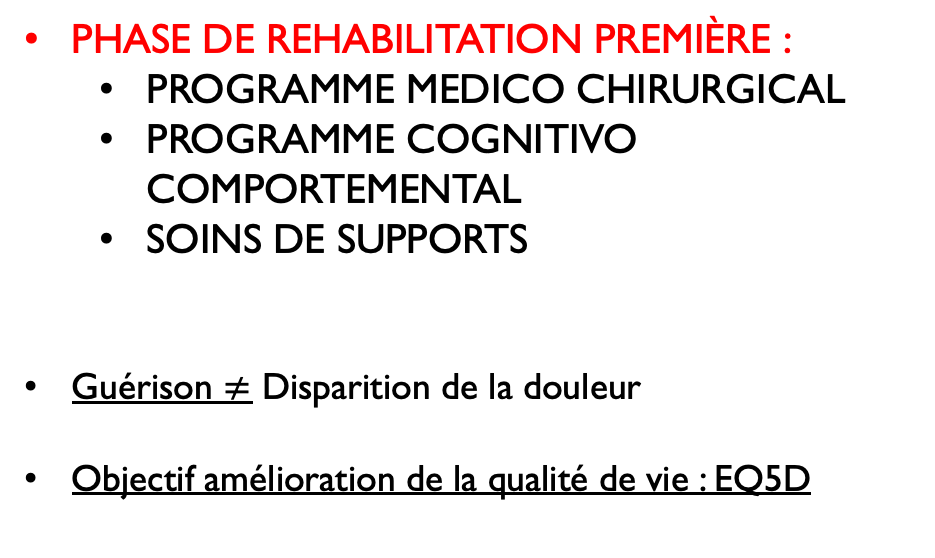 • PHASE DE REHABILITATION PREMIÈRE :
• PROGRAMME MEDICO CHIRURGICAL
• PROGRAMME COGNITIVO
COMPORTEMENTAL
• SOINS DE SUPPORTS
• Guérison ≠ Disparition de la douleur
• Objectif amélioration de la qualité de vie : EQ5D